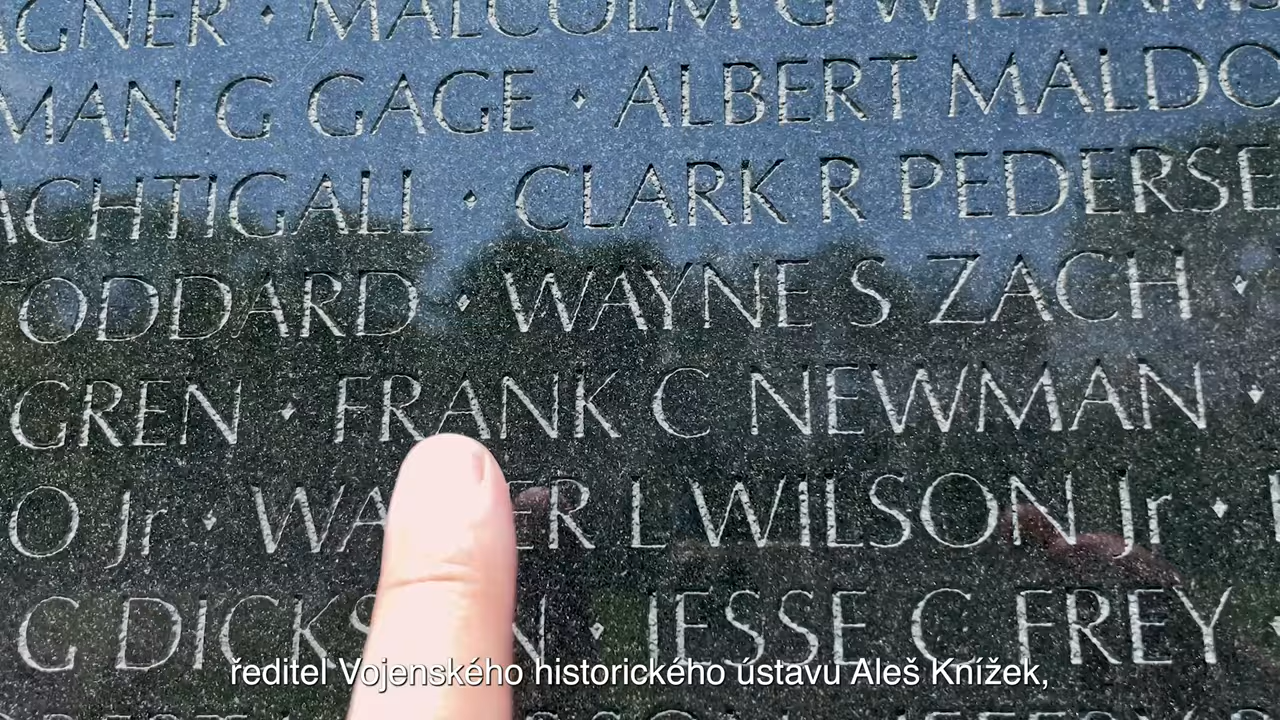 AGNER · MALCOLM G WILLIAMS
MAN G GAGE · ALBERT MALDO
ACHTIGALL · CLARK R PEDERSE
ODDARD · WAYNE S ZACH ·
GREN · FRANK C NEWMAN ·
O Jr · WA ER L WILSON Jr ·
G DICKS N · JESSE C FREY
ředitel Vojenského historického ústavu Aleš Knížek,